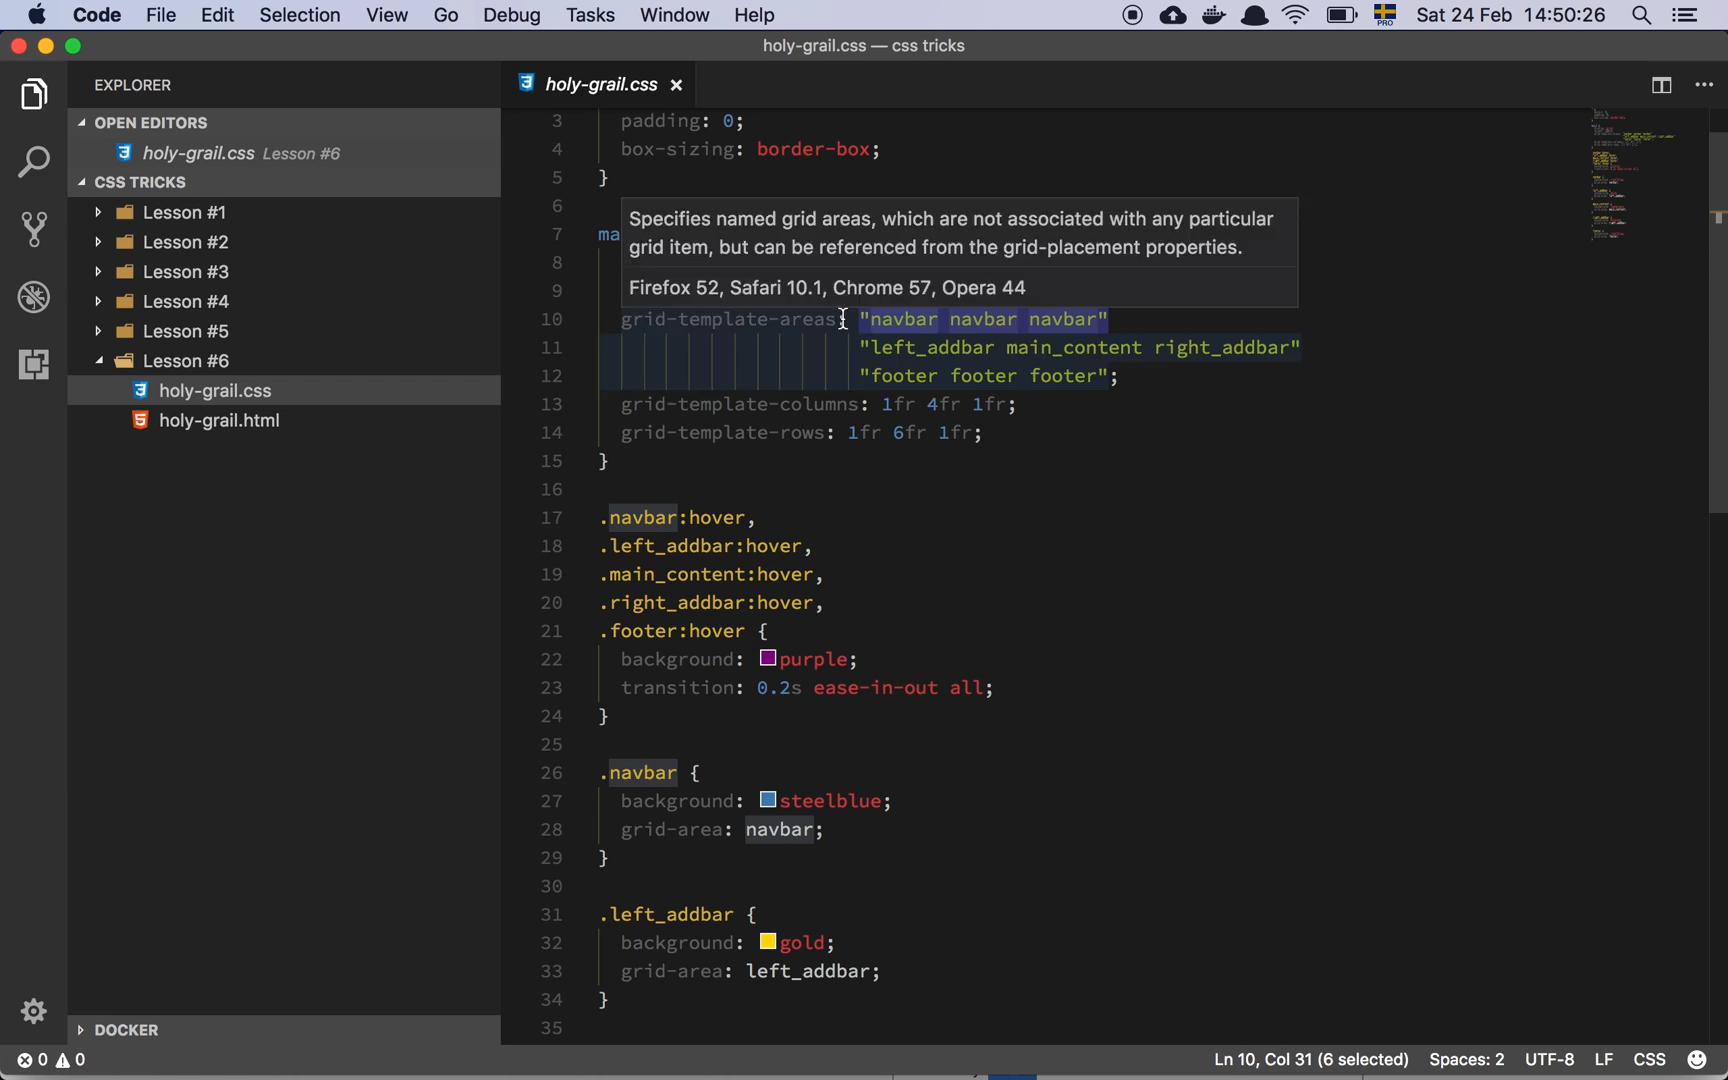 Code File Edit Selection View Go Debug Tasks Window Help PRO Sat 24 Feb 14:50:26
holy-grail.css — css tricks
EXPLORER
OPEN EDITORS
holy-grail.css Lesson #6
CSS TRICKS
Lesson #1
Lesson #2
Lesson #3
Lesson #4
Lesson #5
Lesson #6
holy-grail.css
holy-grail.html
DOCKER
holy-grail.css
3 padding: 0;
4 box-sizing: border-box;
5 }
6
Specifies named grid areas, which are not associated with any particular
7 ma
grid item, but can be referenced from the grid-placement properties.
8
9
Firefox 52, Safari 10.1, Chrome 57, Opera 44
10 grid-template-areas: "navbar navbar navbar"
11 "left_addbar main_content right_addbar"
12 "footer footer footer";
13 grid-template-columns: 1fr 4fr 1fr;
14 grid-template-rows: 1fr 6fr 1fr;
15 }
16
17 .navbar:hover,
18 .left_addbar:hover,
19 .main_content:hover,
20 .right_addbar:hover,
21 .footer:hover {
22 background: purple;
23 transition: 0.2s ease-in-out all;
24 }
25
26 .navbar {
27 background: steelblue;
28 grid-area: navbar;
29 }
30
31 .left_addbar {
32 background: gold;
33 grid-area: left_addbar;
34 }
35
0 0 Ln 10, Col 31 (6 selected) Spaces: 2 UTF-8 LF CSS